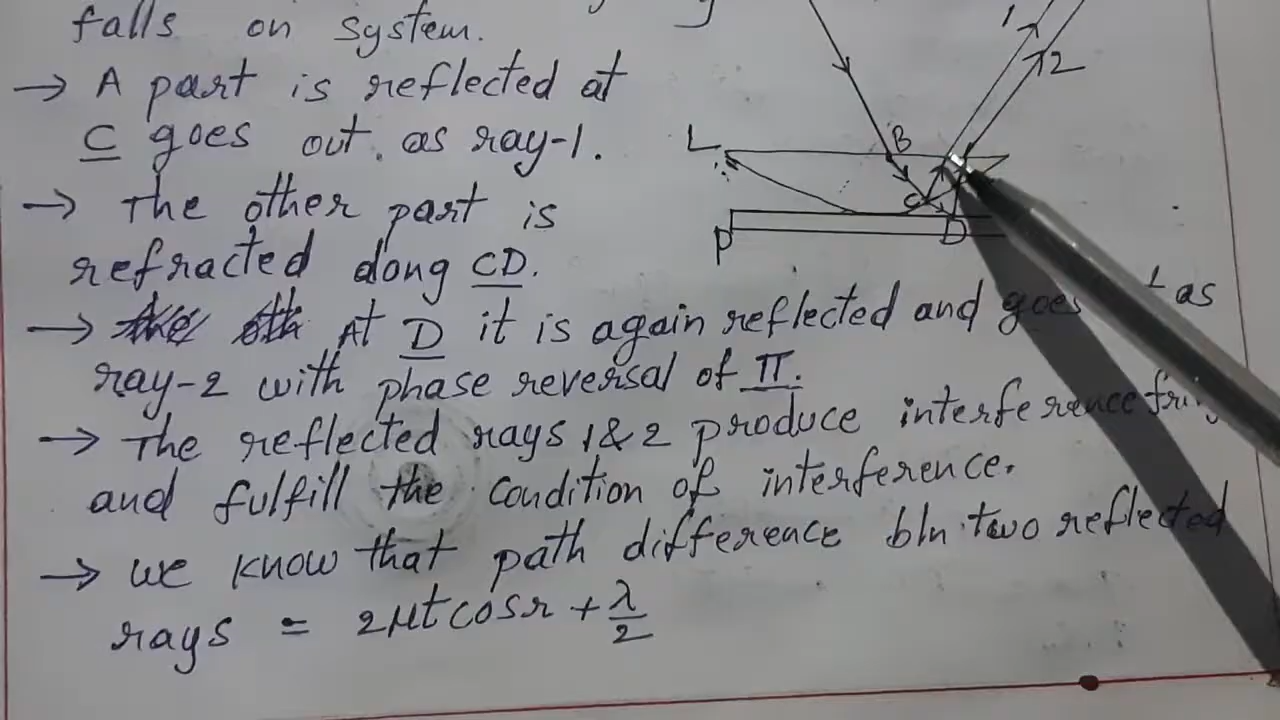 falls on system.
→ A part is reflected at
C goes out. as ray-1.
→ The other part is
refracted along CD.
→ At D it is again reflected and goes as
ray-2 with phase reversal of π.
→ The reflected rays 1 & 2 produce interference
and fulfill the condition of interference.
→ we know that path difference b/n two reflected
rays = 2μt cosr + λ/2
1
2
L
B
C
P
D